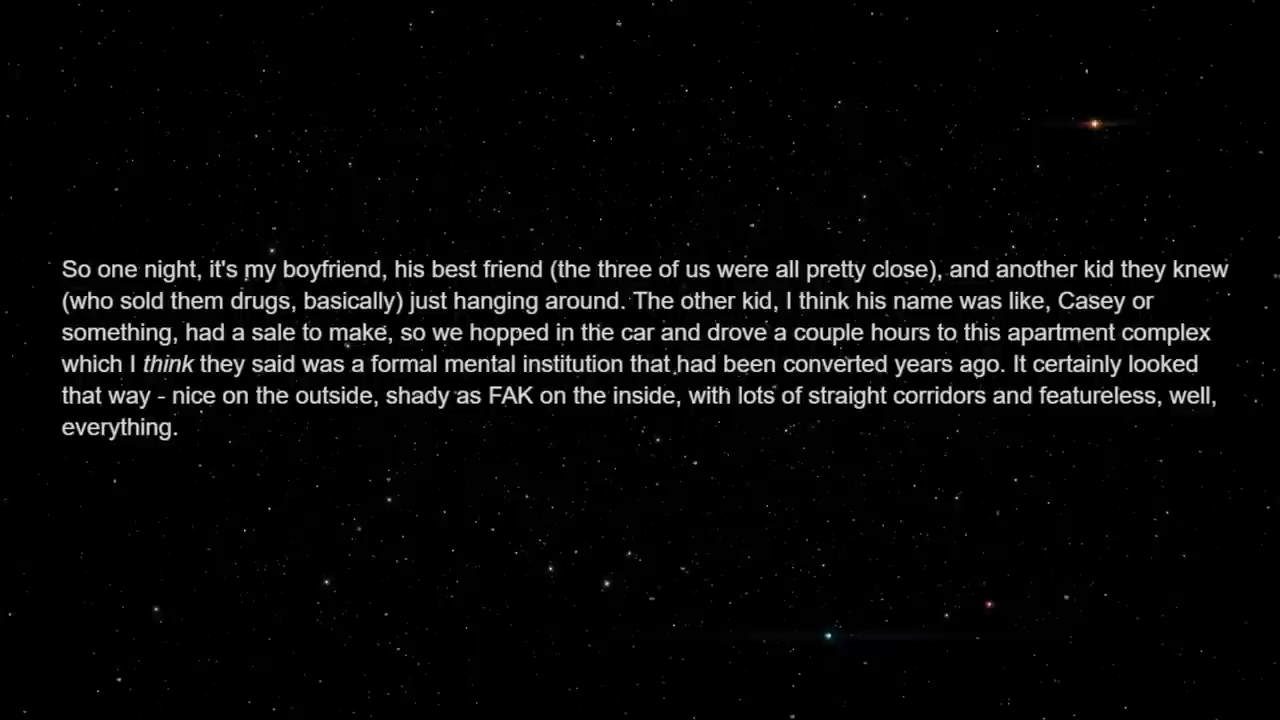 So one night, it's my boyfriend, his best friend (the three of us were all pretty close), and another kid they knew
(who sold them drugs, basically) just hanging around. The other kid, I think his name was like, Casey or
something, had a sale to make, so we hopped in the car and drove a couple hours to this apartment complex
which I think they said was a formal mental institution that had been converted years ago. It certainly looked
that way - nice on the outside, shady as FAK on the inside, with lots of straight corridors and featureless, well,
everything.